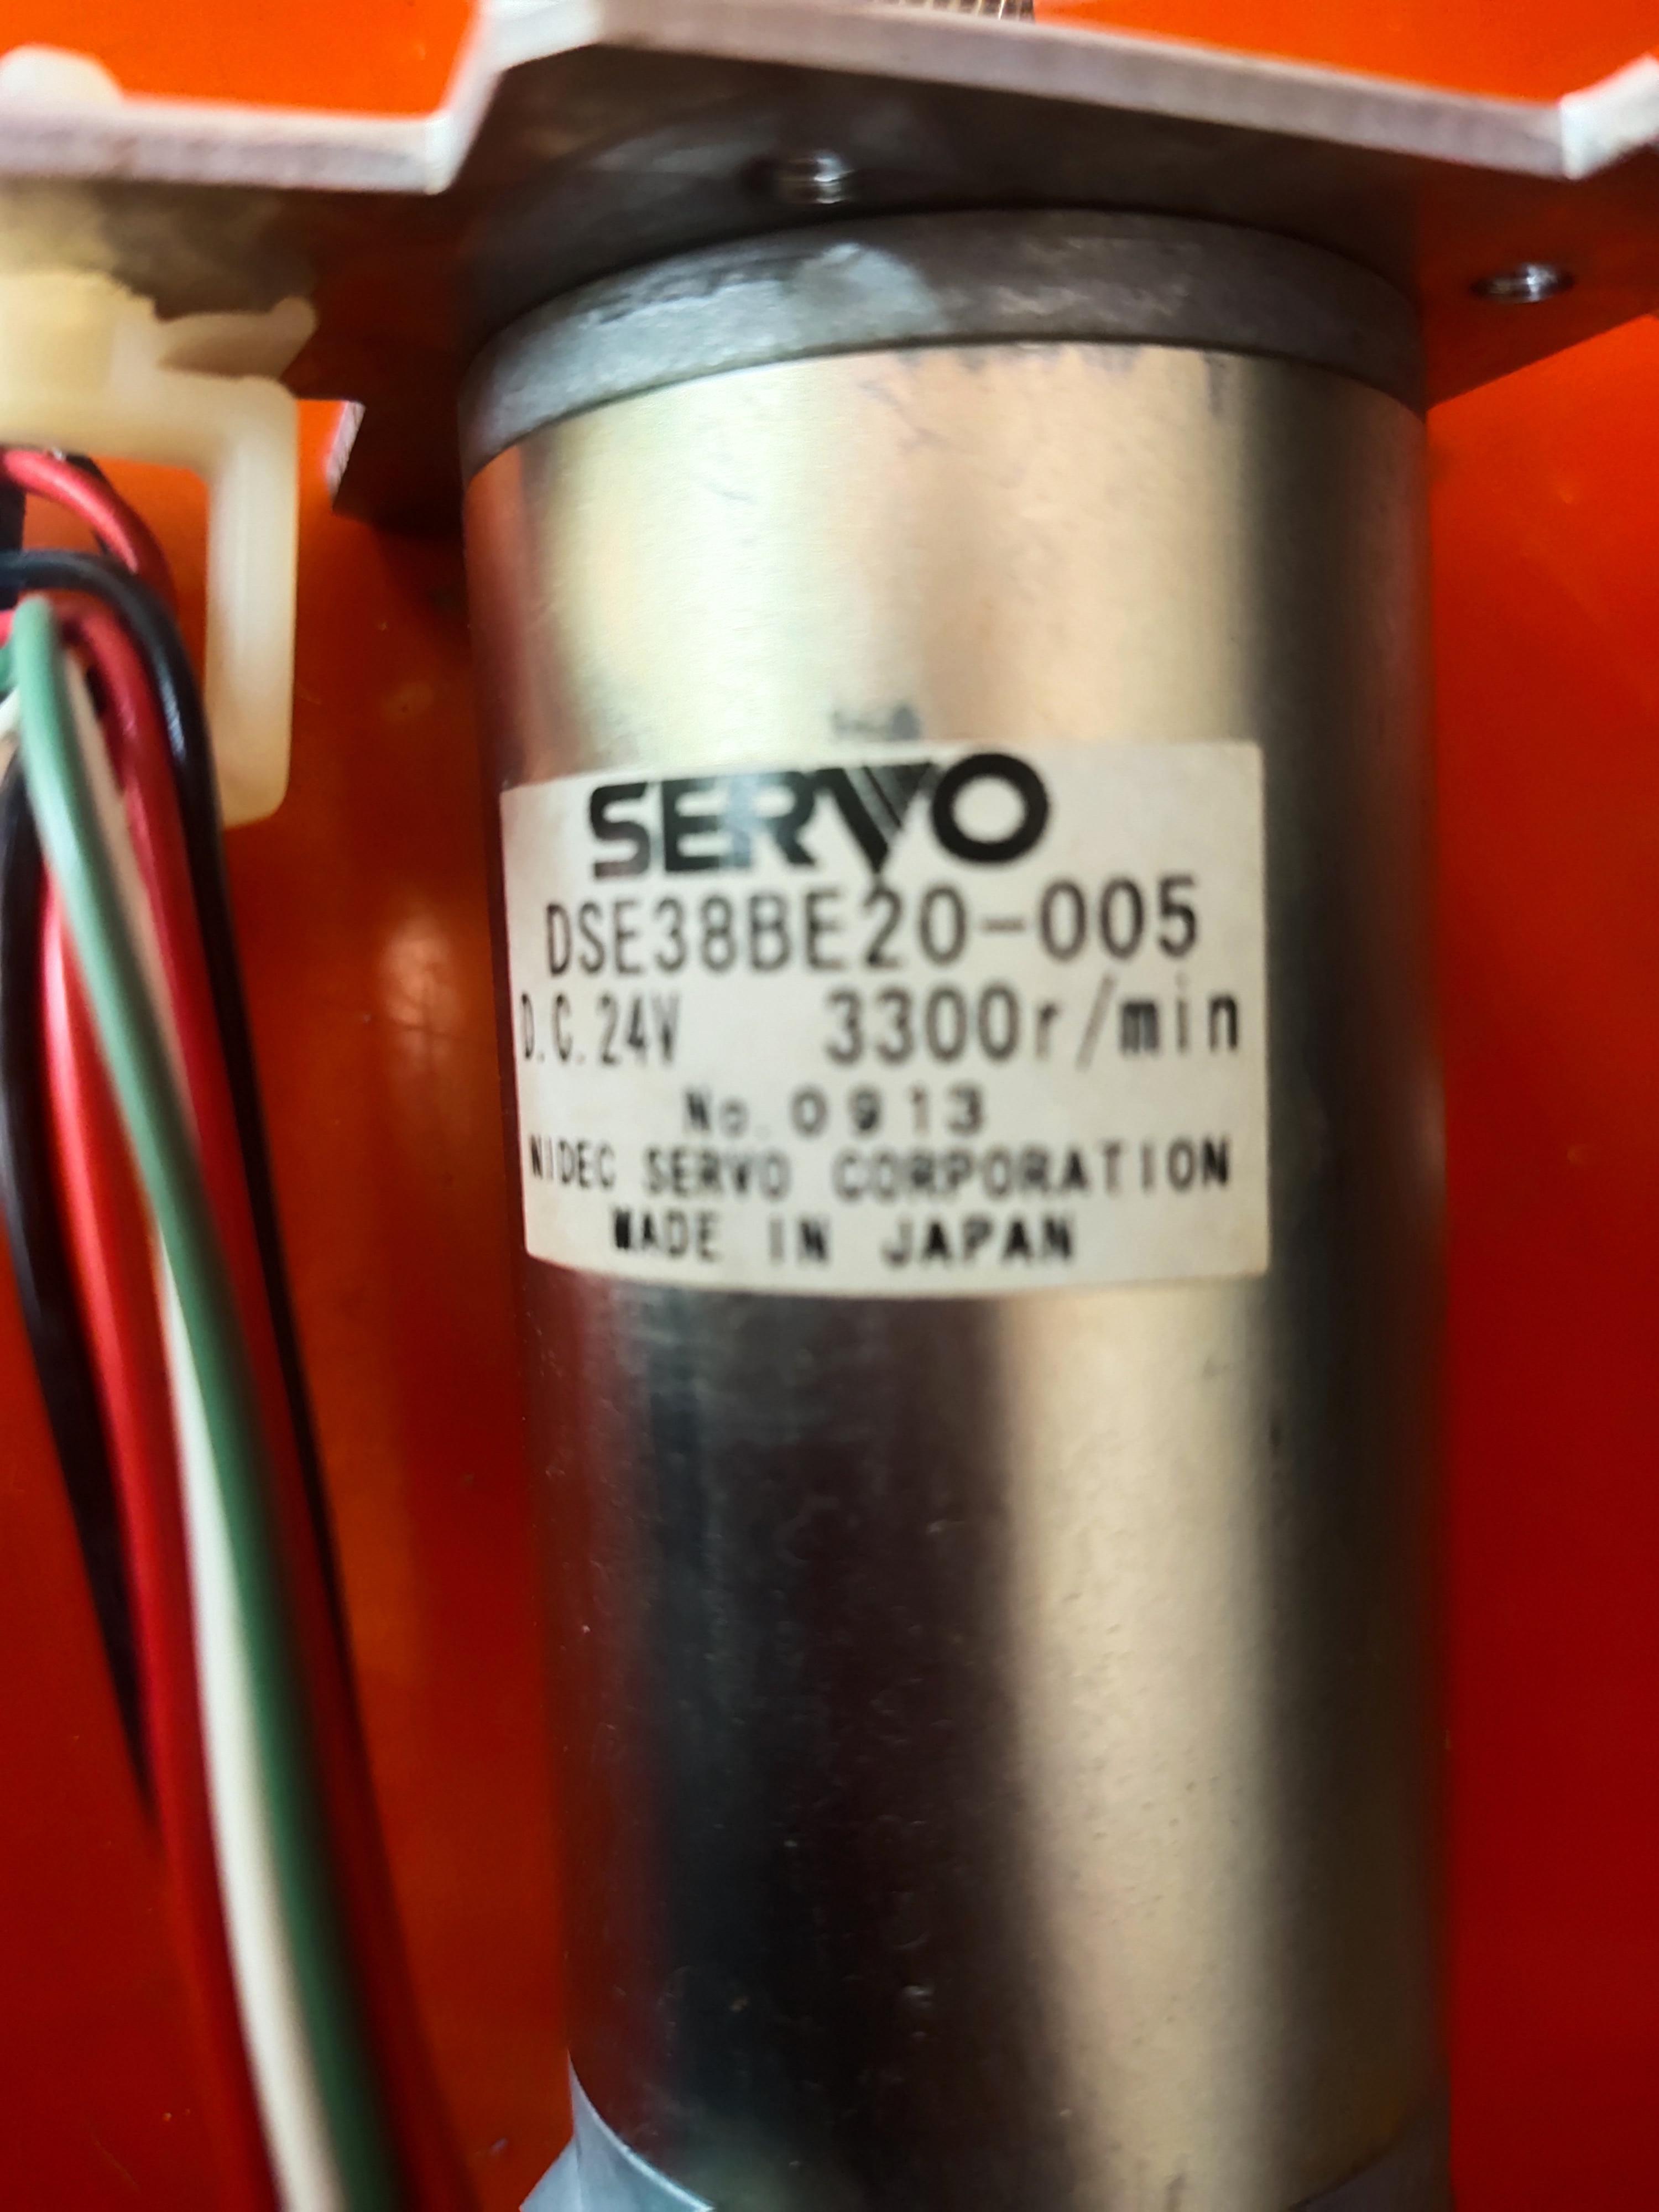 SERVO
DSE38BE20-005
D.C.24V 3300r/min
No.0913
NIDEC SERVO CORPORATION
MADE IN JAPAN